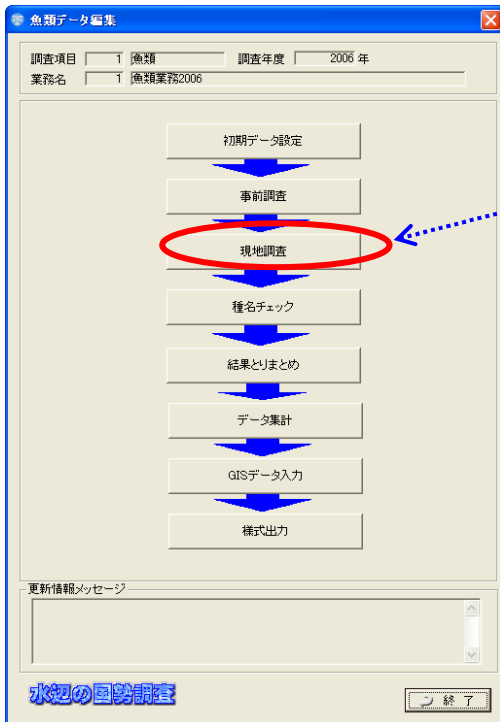 魚類データ編集
調査項目 1 魚類 調査年度 2006 年
業務名 1 魚類業務2006
初期データ設定
事前調査
現地調査
種名チェック
結果とりまとめ
データ集計
GISデータ入力
様式出力
更新情報メッセージ
水辺の国勢調査
終 了